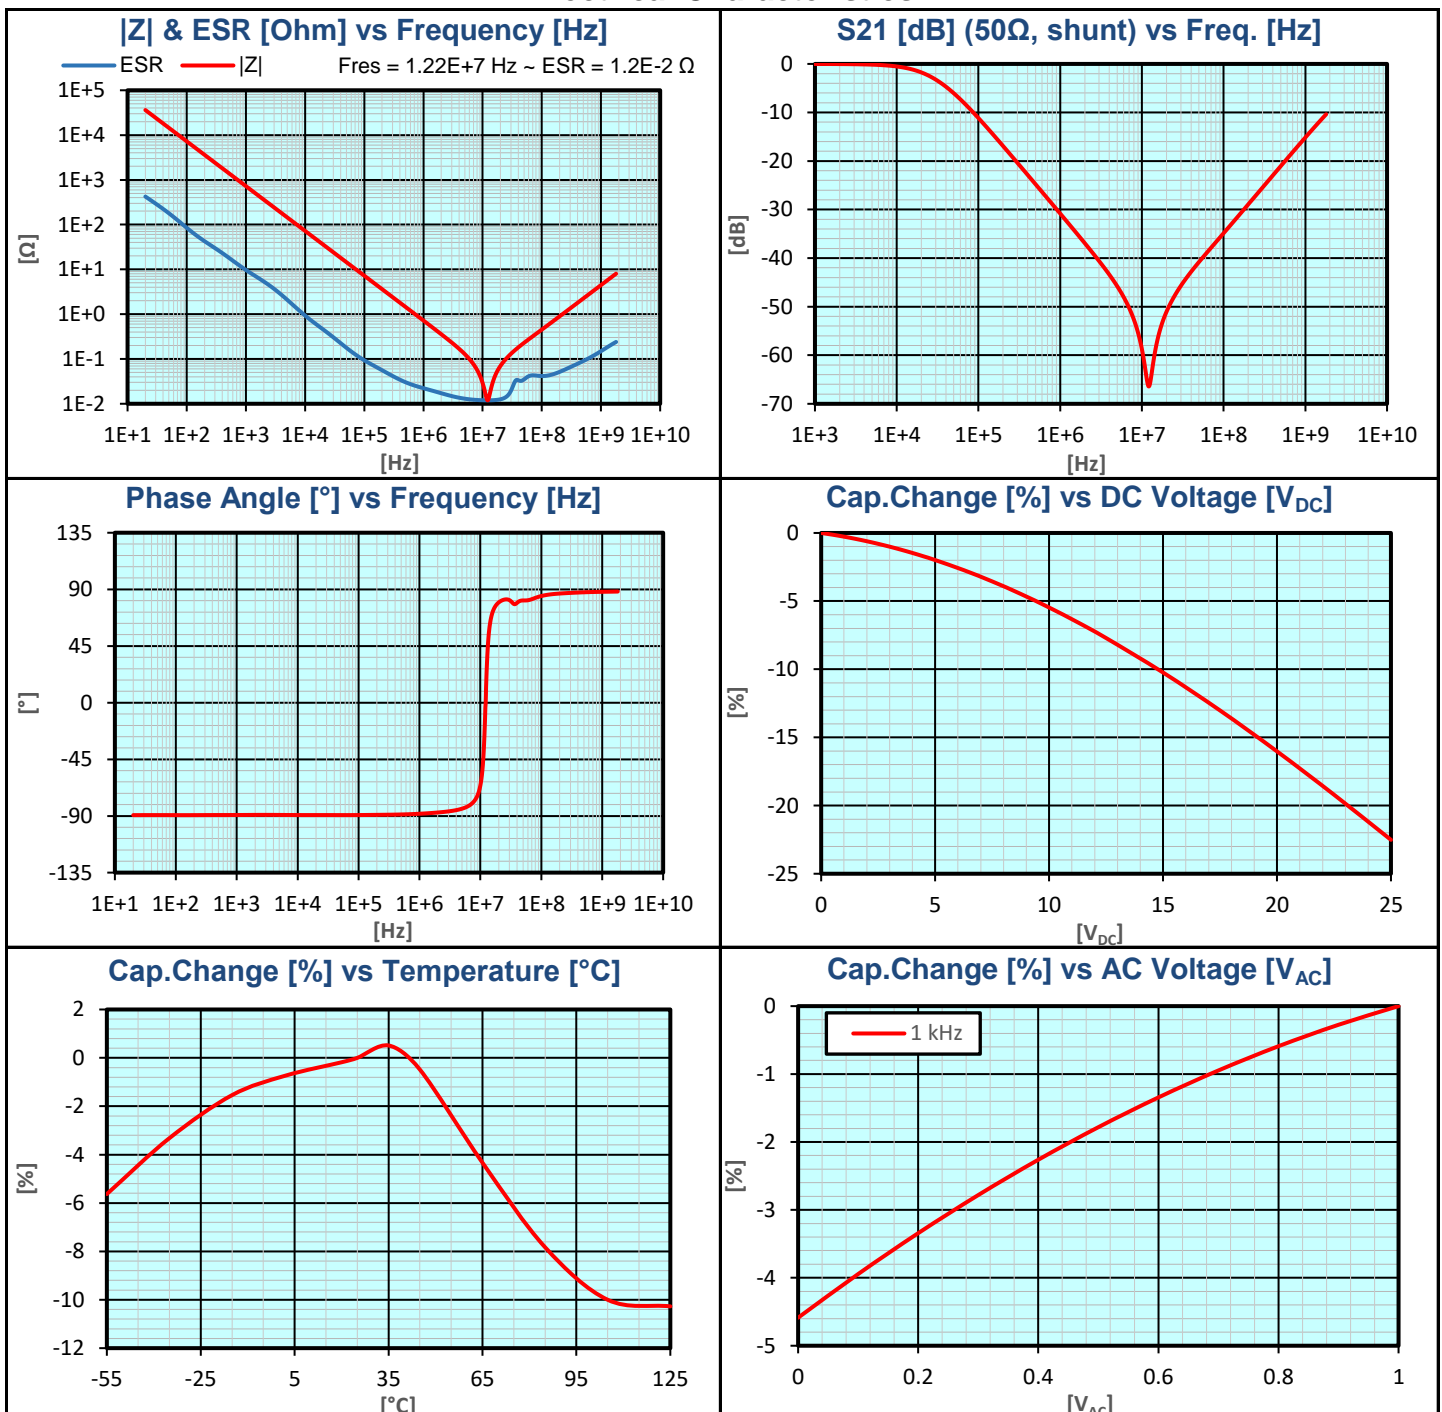 |Z| & ESR [Ohm] vs Frequency [Hz]
ESR |Z| Fres = 1.22E+7 Hz ~ ESR = 1.2E-2 Ω
1E+5
1E+4
1E+3
1E+2
1E+1
1E+0
1E-1
1E-2
[Ω]
1E+1 1E+2 1E+3 1E+4 1E+5 1E+6 1E+7 1E+8 1E+9 1E+10
[Hz]
S21 [dB] (50Ω, shunt) vs Freq. [Hz]
0
-10
-20
-30
-40
-50
-60
-70
[dB]
1E+3 1E+4 1E+5 1E+6 1E+7 1E+8 1E+9 1E+10
[Hz]
Phase Angle [°] vs Frequency [Hz]
135
90
45
0
-45
-90
-135
[°]
1E+1 1E+2 1E+3 1E+4 1E+5 1E+6 1E+7 1E+8 1E+9 1E+10
[Hz]
Cap.Change [%] vs DC Voltage [VDC]
0
-5
-10
-15
-20
-25
[%]
0 5 10 15 20 25
[VDC]
Cap.Change [%] vs Temperature [°C]
2
0
-2
-4
-6
-8
-10
-12
[%]
-55 -25 5 35 65 95 125
[°C]
Cap.Change [%] vs AC Voltage [VAC]
1 kHz
0
-1
-2
-3
-4
-5
[%]
0 0.2 0.4 0.6 0.8 1
[VAC]